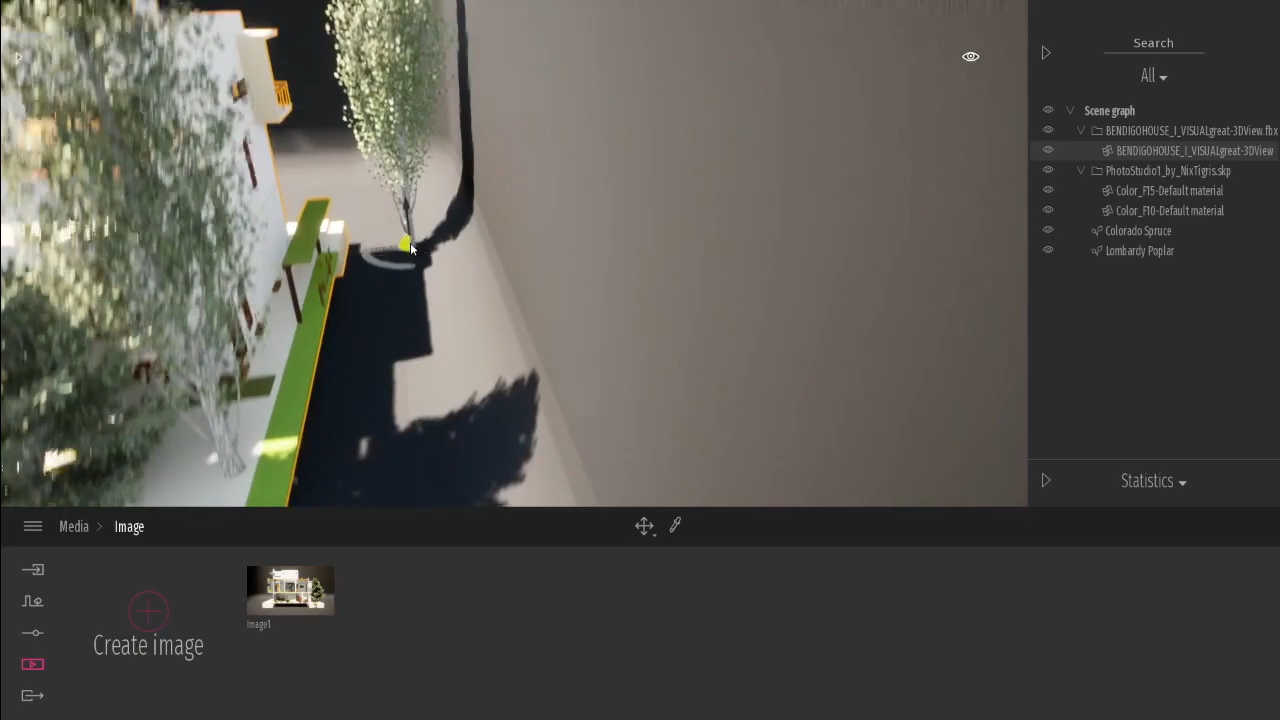 Search
All
Scene graph
BENDIGOHOUSE_I_VISUALgreat-3DView.fbx
BENDIGOHOUSE_I_VISUALgreat-3DView
PhotoStudio1_by_NixTigris.skp
Color_F15-Default material
Color_F10-Default material
Colorado Spruce
Lombardy Poplar
Statistics
Media > Image
Create image
Image1